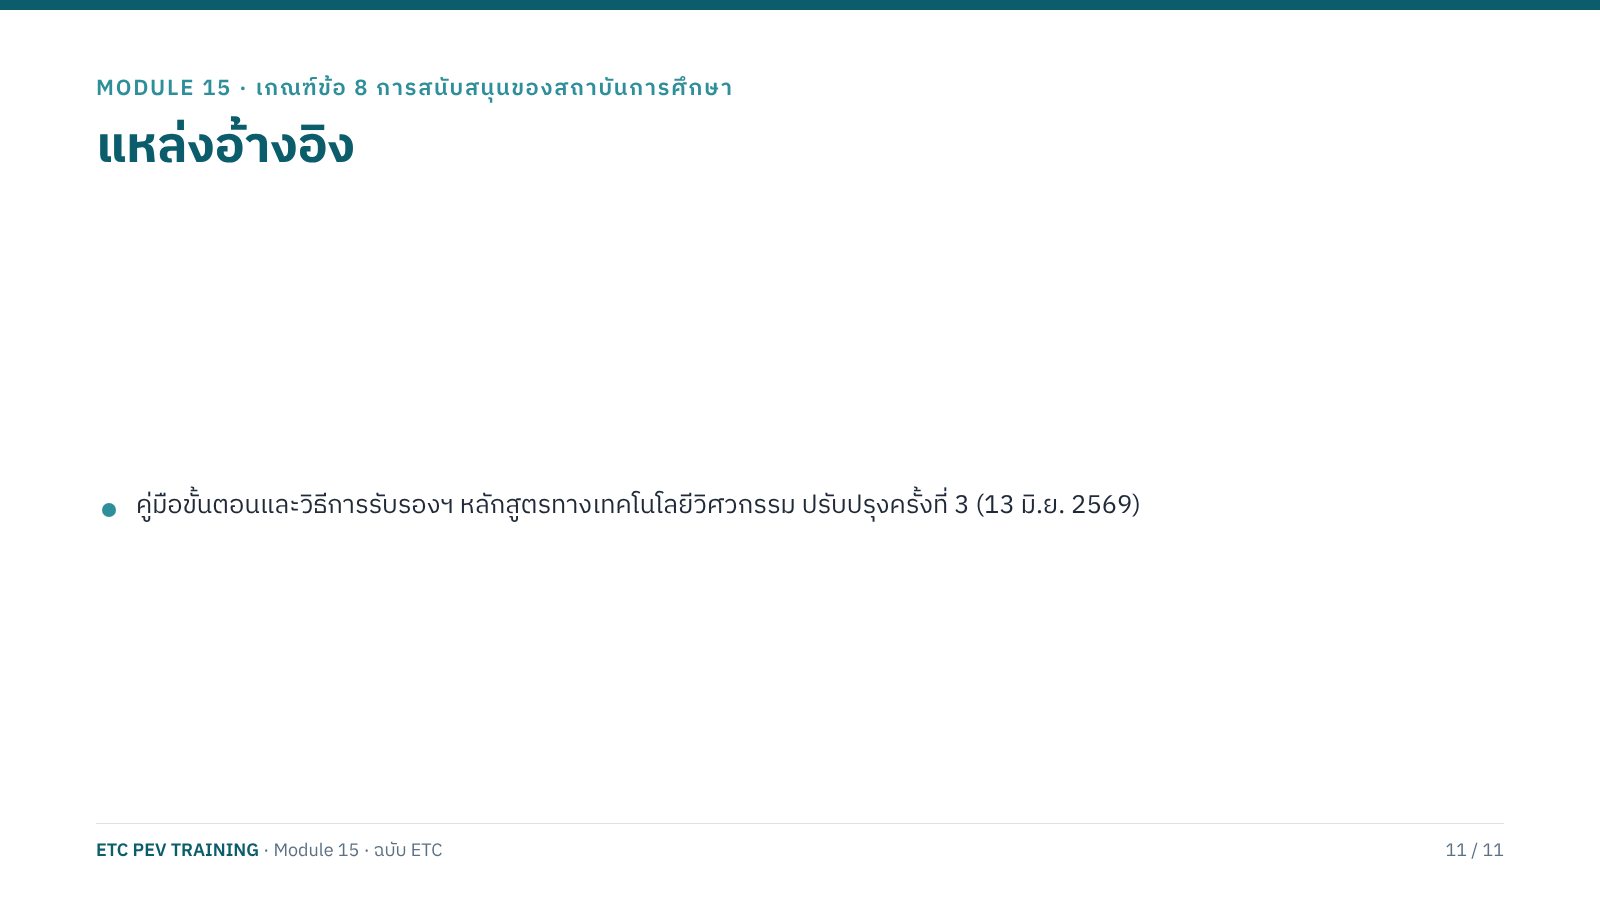 MODULE 15 · เกณฑ์ข้อ 8 การสนับสนุนของสถาบันการศึกษา
แหล่งอ้างอิง
คู่มือขั้นตอนและวิธีการรับรองฯ หลักสูตรทางเทคโนโลยีวิศวกรรม ปรับปรุงครั้งที่ 3 (13 มิ.ย. 2569)
ETC PEV TRAINING · Module 15 · ฉบับ ETC
11 / 11